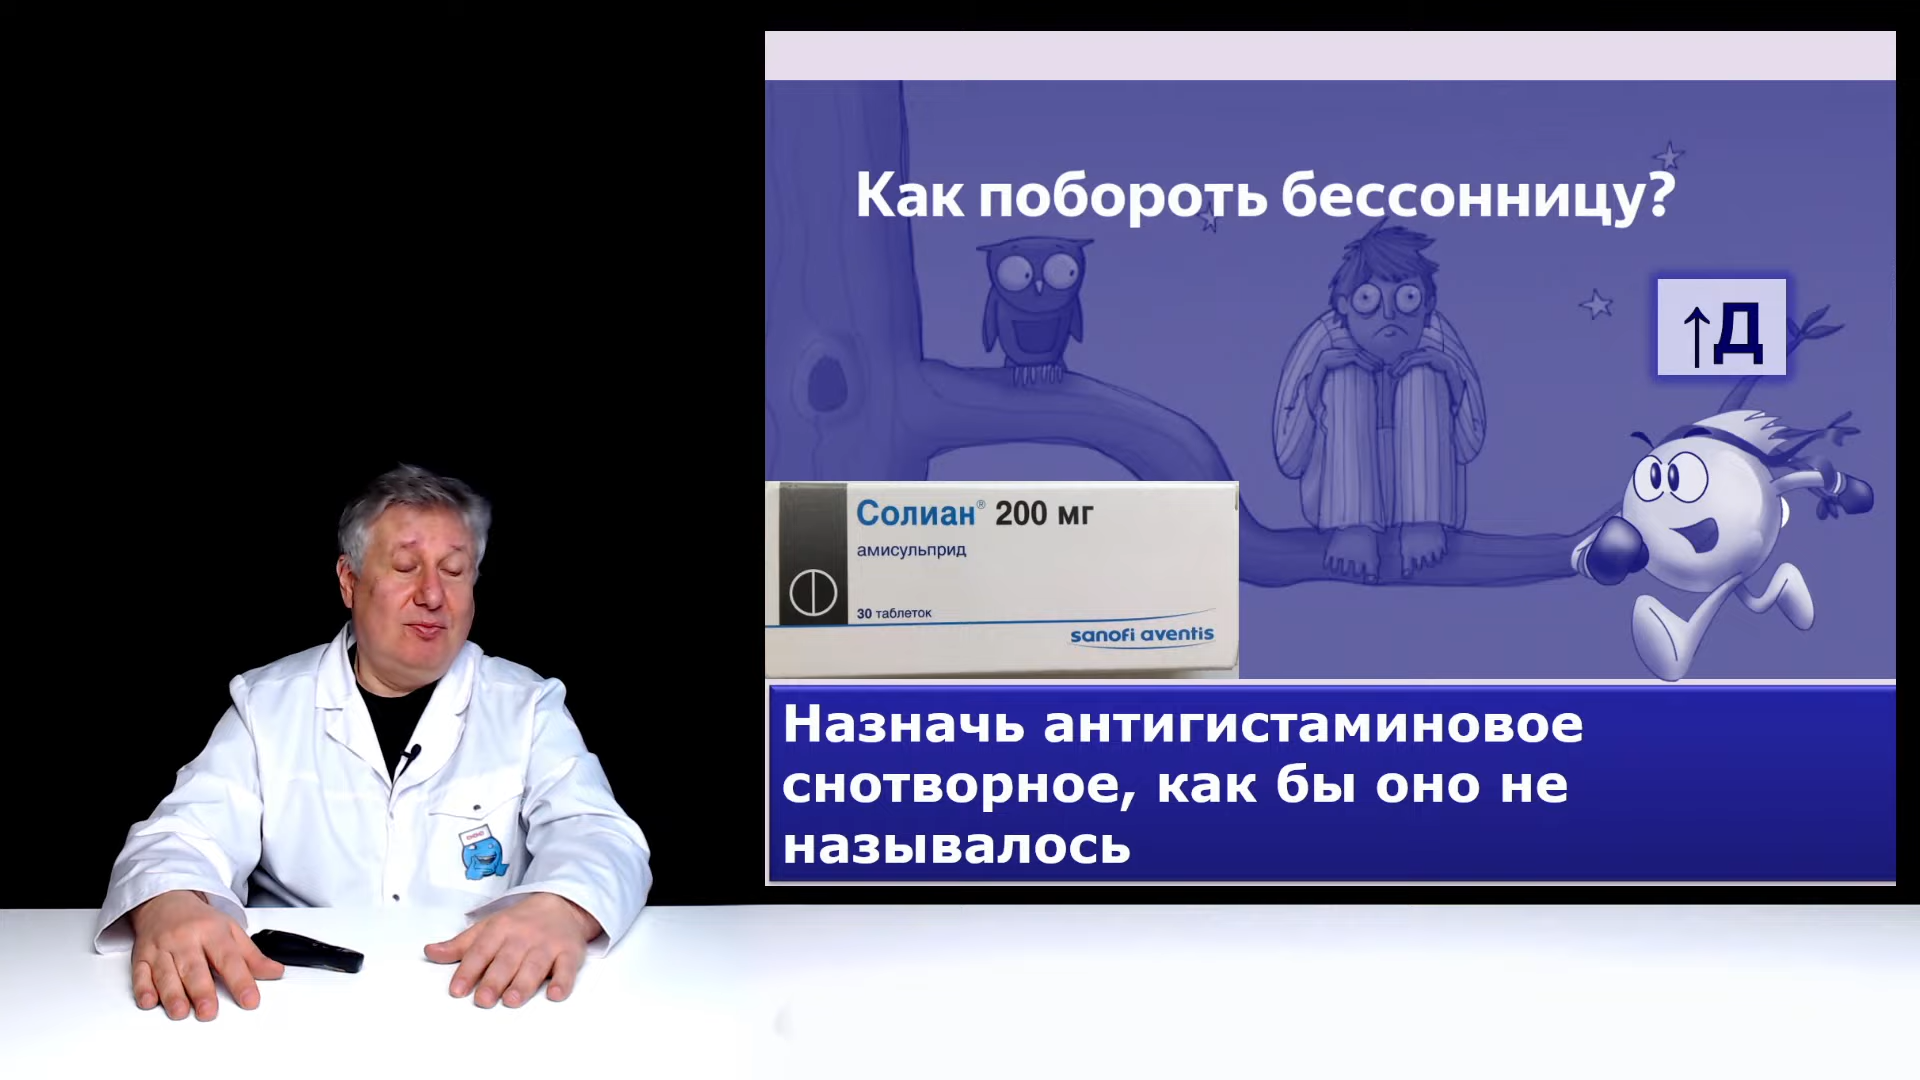 Как побороть бессонницу?
↑Д
Солиан® 200 мг
амисульприд
30 таблеток
sanofi aventis
Назначь антигистаминовое
снотворное, как бы оно не
называлось